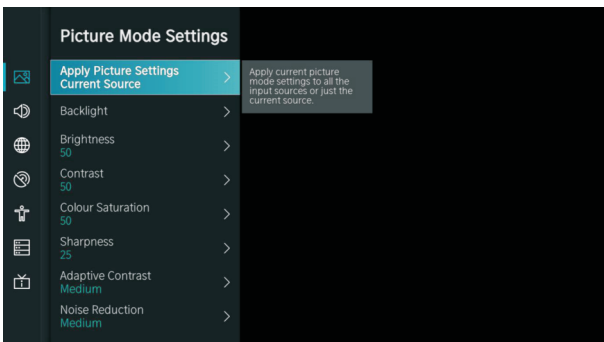 Picture Mode Settings
Apply Picture Settings
Current Source
Apply current picture
mode settings to all the
input sources or just the
current source.
Backlight
Brightness
50
Contrast
50
Colour Saturation
50
Sharpness
25
Adaptive Contrast
Medium
Noise Reduction
Medium